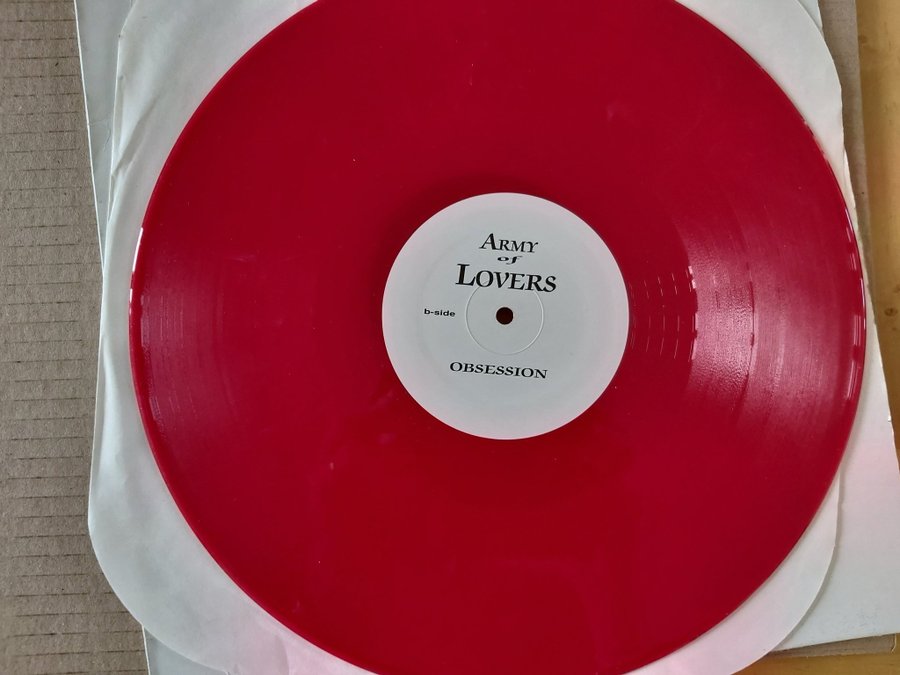 ARMY
of
LOVERS
b-side
OBSESSION